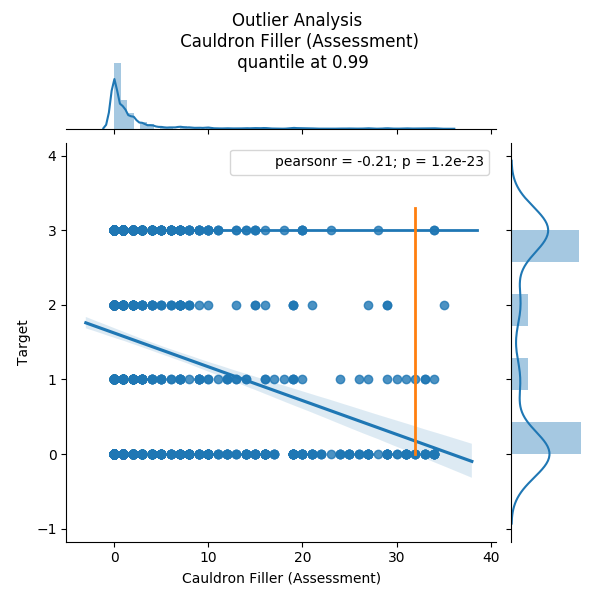 Outlier Analysis
Cauldron Filler (Assessment)
quantile at 0.99
pearsonr = -0.21; p = 1.2e-23
4
3
2
1
0
−1
Target
0 10 20 30 40
Cauldron Filler (Assessment)